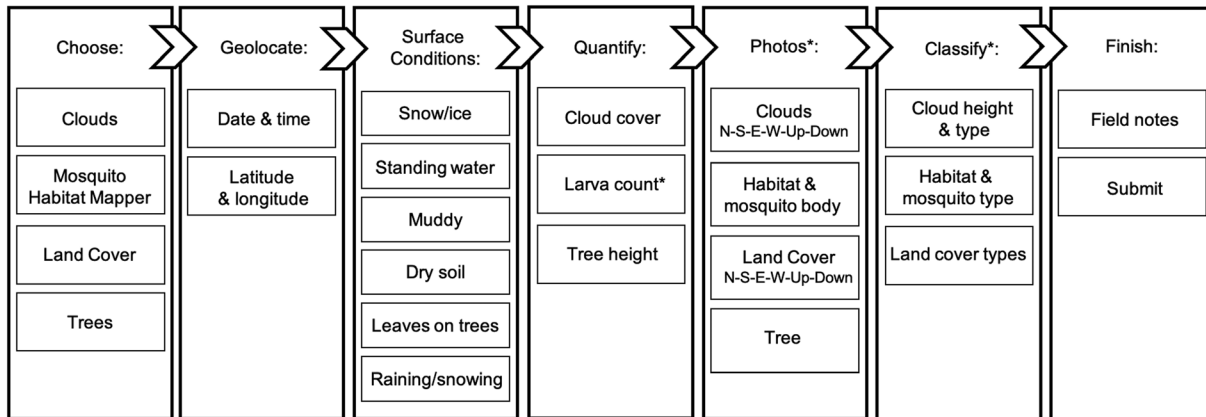 Choose:
Clouds
Mosquito
Habitat Mapper
Land Cover
Trees
Geolocate:
Date & time
Latitude
& longitude
Surface
Conditions:
Snow/ice
Standing water
Muddy
Dry soil
Leaves on trees
Raining/snowing
Quantify:
Cloud cover
Larva count*
Tree height
Photos*:
Clouds
N-S-E-W-Up-Down
Habitat &
mosquito body
Land Cover
N-S-E-W-Up-Down
Tree
Classify*:
Cloud height
& type
Habitat &
mosquito type
Land cover types
Finish:
Field notes
Submit